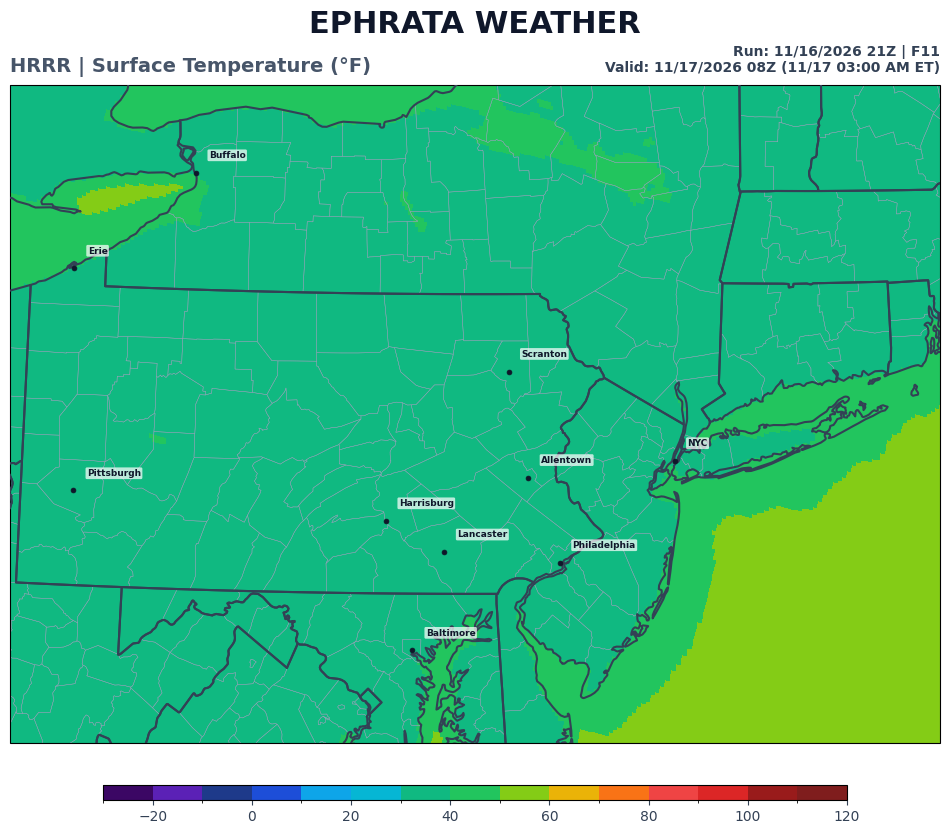 EPHRATA WEATHER
HRRR | Surface Temperature (°F)
Run: 11/16/2026 21Z | F11
Valid: 11/17/2026 08Z (11/17 03:00 AM ET)
Buffalo
Erie
Scranton
NYC
Allentown
Pittsburgh
Harrisburg
Lancaster
Philadelphia
Baltimore
−20 0 20 40 60 80 100 120